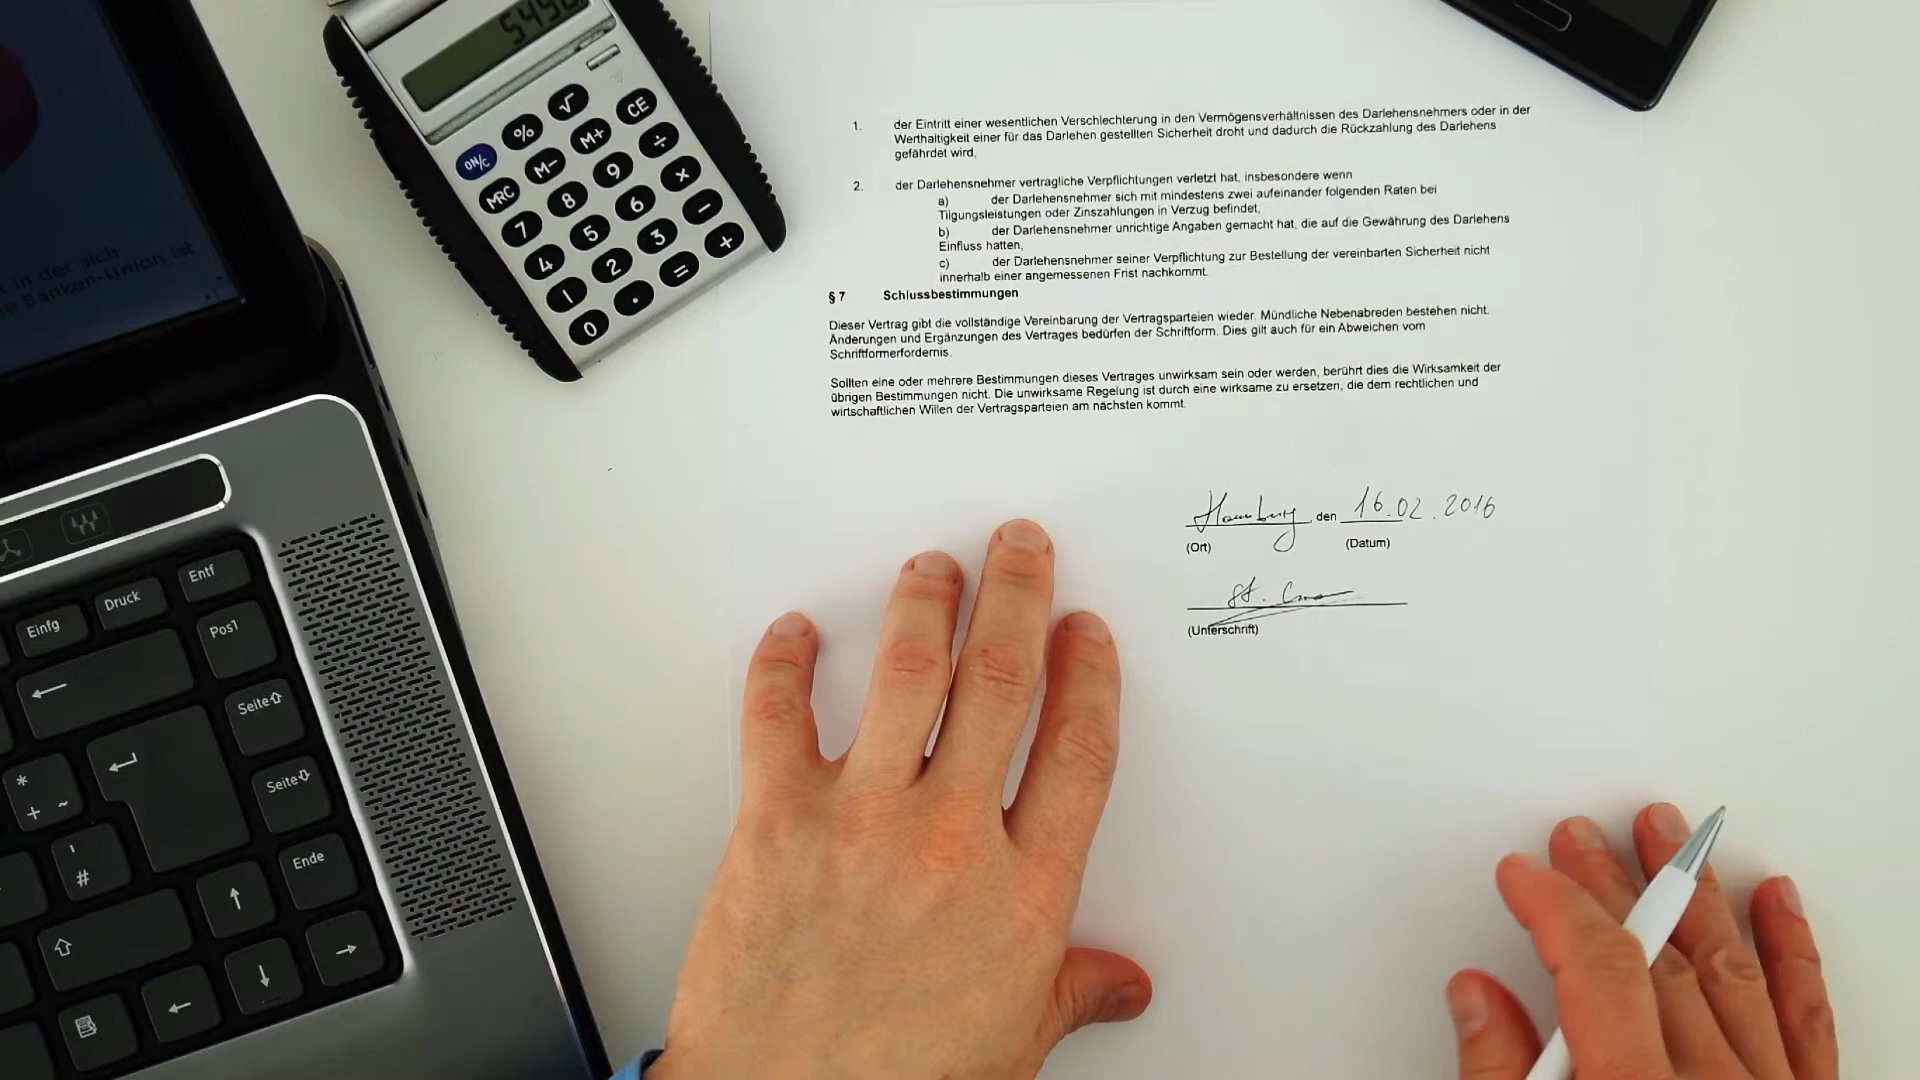 5450
ON/C % √ CE
MRC M− M+ ÷
7 8 9 ×
4 5 6 −
1 2 3 +
0 . =
t in der sich
Banken-Union ist
Einfg Druck Entf
Pos1
Seite⇧
Seite⇩
Ende
* + ~
' #
1. der Eintritt einer wesentlichen Verschlechterung in den Vermögensverhältnissen des Darlehensnehmers oder in der
Werthaltigkeit einer für das Darlehen gestellten Sicherheit droht und dadurch die Rückzahlung des Darlehens
gefährdet wird,
2. der Darlehensnehmer vertragliche Verpflichtungen verletzt hat, insbesondere wenn
a) der Darlehensnehmer sich mit mindestens zwei aufeinander folgenden Raten bei
Tilgungsleistungen oder Zinszahlungen in Verzug befindet,
b) der Darlehensnehmer unrichtige Angaben gemacht hat, die auf die Gewährung des Darlehens
Einfluss hatten,
c) der Darlehensnehmer seiner Verpflichtung zur Bestellung der vereinbarten Sicherheit nicht
innerhalb einer angemessenen Frist nachkommt.
§ 7 Schlussbestimmungen
Dieser Vertrag gibt die vollständige Vereinbarung der Vertragsparteien wieder. Mündliche Nebenabreden bestehen nicht.
Änderungen und Ergänzungen des Vertrages bedürfen der Schriftform. Dies gilt auch für ein Abweichen vom
Schriftformerfordernis.
Sollten eine oder mehrere Bestimmungen dieses Vertrages unwirksam sein oder werden, berührt dies die Wirksamkeit der
übrigen Bestimmungen nicht. Die unwirksame Regelung ist durch eine wirksame zu ersetzen, die dem rechtlichen und
wirtschaftlichen Willen der Vertragsparteien am nächsten kommt.
Hamburg, den 16.02.2016
(Ort) (Datum)
St.
(Unterschrift)